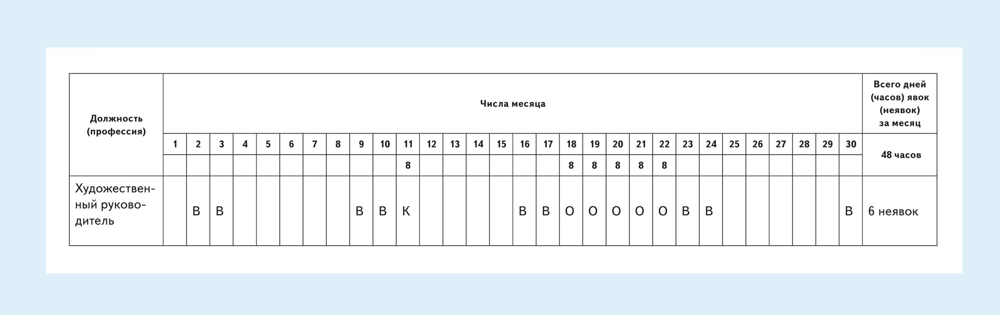 Должность
(профессия)
Числа месяца
Всего дней
(часов) явок
(неявок)
за месяц
1 2 3 4 5 6 7 8 9 10 11 12 13 14 15 16 17 18 19 20 21 22 23 24 25 26 27 28 29 30
48 часов
8 8 8 8 8 8
Художествен-
ный руково-
дитель
В В В В К В В О О О О О В В В
6 неявок